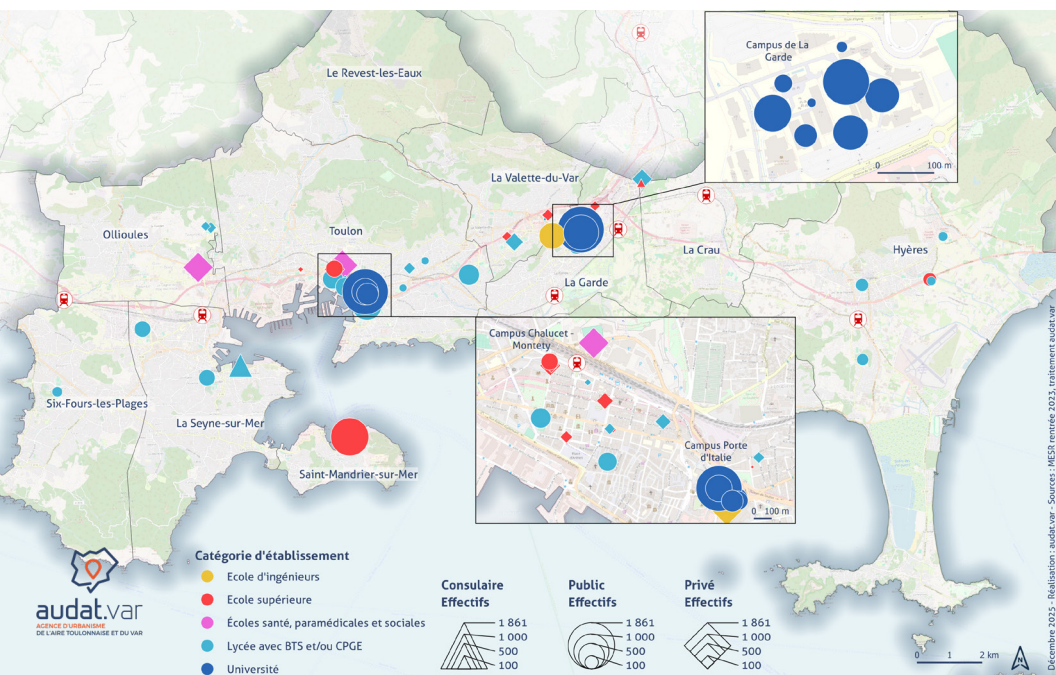 Campus de La
Garde
0 100 m
Le Revest-les-Eaux
La Valette-du-Var
Ollioules
Toulon
La Crau
Hyères
La Garde
Campus Chalucet -
Montety
Campus Porte
d'Italie
0 100 m
Six-Fours-les-Plages
La Seyne-sur-Mer
Saint-Mandrier-sur-Mer
audat.var
AGENCE D'URBANISME
DE L'AIRE TOULONNAISE ET DU VAR
Catégorie d'établissement
Ecole d'ingénieurs
Ecole supérieure
Écoles santé, paramédicales et sociales
Lycée avec BTS et/ou CPGE
Université
Consulaire
Effectifs
1 861
1 000
500
100
Public
Effectifs
1 861
1 000
500
100
Privé
Effectifs
1 861
1 000
500
100
0 1 2 km
N
Décembre 2025 - Réalisation : audat.var - Sources : MESR rentrée 2023, traitement audat.var